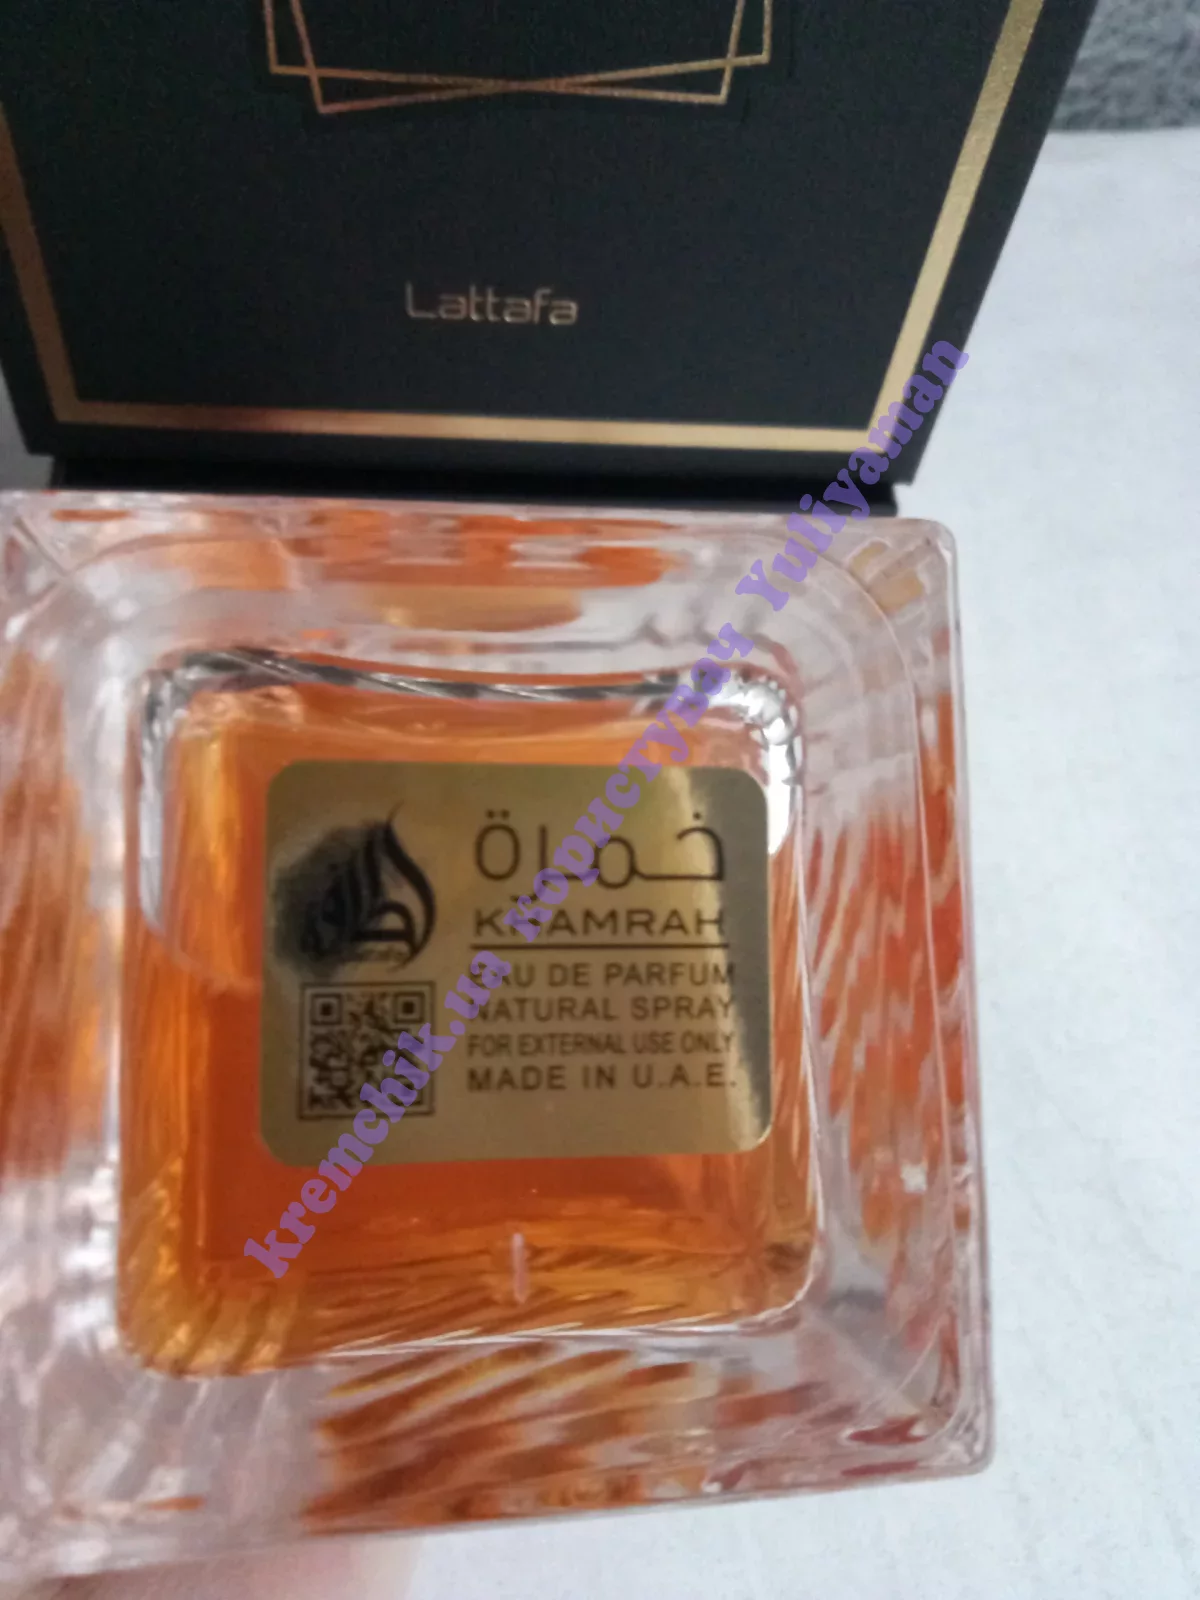 Lattafa
خمرة
KHAMRAH
EAU DE PARFUM
NATURAL SPRAY
FOR EXTERNAL USE ONLY
MADE IN U.A.E.
kremchik.ua користувач Yuliyaman